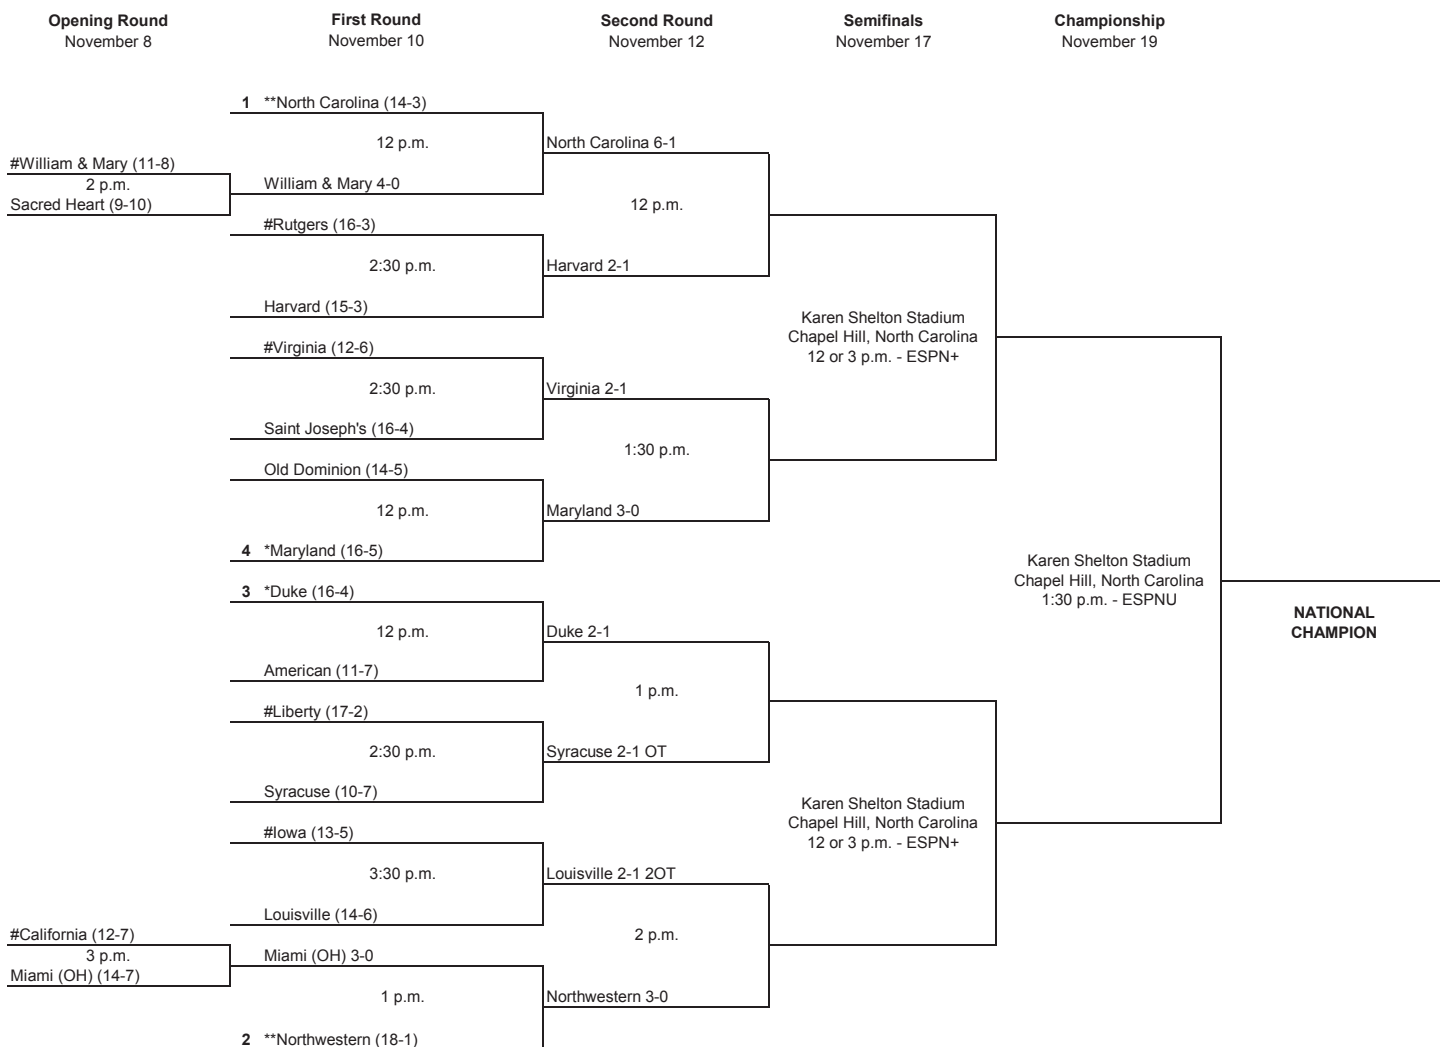 Opening Round
November 8
First Round
November 10
Second Round
November 12
Semifinals
November 17
Championship
November 19
#William & Mary (11-8)
2 p.m.
Sacred Heart (9-10)
#California (12-7)
3 p.m.
Miami (OH) (14-7)
1 **North Carolina (14-3)
12 p.m.
William & Mary 4-0
#Rutgers (16-3)
2:30 p.m.
Harvard (15-3)
#Virginia (12-6)
2:30 p.m.
Saint Joseph's (16-4)
Old Dominion (14-5)
12 p.m.
4 *Maryland (16-5)
3 *Duke (16-4)
12 p.m.
American (11-7)
#Liberty (17-2)
2:30 p.m.
Syracuse (10-7)
#Iowa (13-5)
3:30 p.m.
Louisville (14-6)
Miami (OH) 3-0
1 p.m.
2 **Northwestern (18-1)
North Carolina 6-1
12 p.m.
Harvard 2-1
Virginia 2-1
1:30 p.m.
Maryland 3-0
Duke 2-1
1 p.m.
Syracuse 2-1 OT
Louisville 2-1 2OT
2 p.m.
Northwestern 3-0
Karen Shelton Stadium
Chapel Hill, North Carolina
12 or 3 p.m. - ESPN+
Karen Shelton Stadium
Chapel Hill, North Carolina
12 or 3 p.m. - ESPN+
Karen Shelton Stadium
Chapel Hill, North Carolina
1:30 p.m. - ESPNU
NATIONAL
CHAMPION